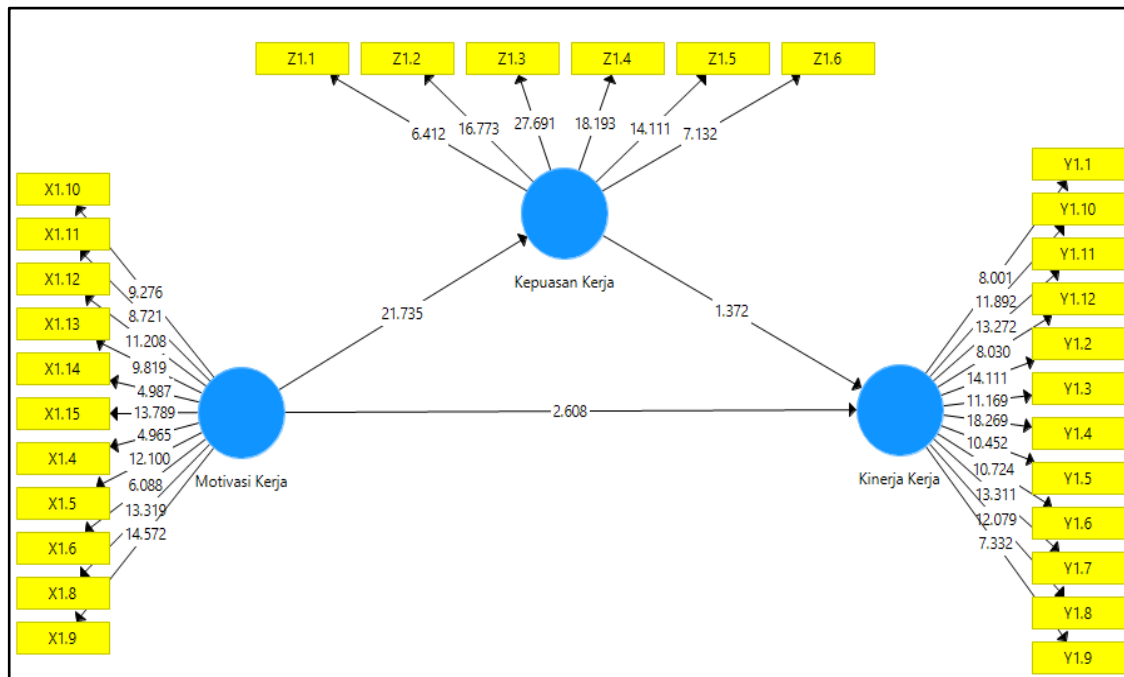 Z1.1 Z1.2 Z1.3 Z1.4 Z1.5 Z1.6
6.412 16.773 27.691 18.193 14.111 7.132
Kepuasan Kerja
21.735
1.372
2.608
X1.10
X1.11
X1.12
X1.13
X1.14
X1.15
X1.4
X1.5
X1.6
X1.8
X1.9
9.276
8.721
11.208
9.819
4.987
13.789
4.965
12.100
6.088
13.319
14.572
Motivasi Kerja
Y1.1
Y1.10
Y1.11
Y1.12
Y1.2
Y1.3
Y1.4
Y1.5
Y1.6
Y1.7
Y1.8
Y1.9
8.001
11.892
13.272
8.030
14.111
11.169
18.269
10.452
10.724
13.311
12.079
7.332
Kinerja Kerja